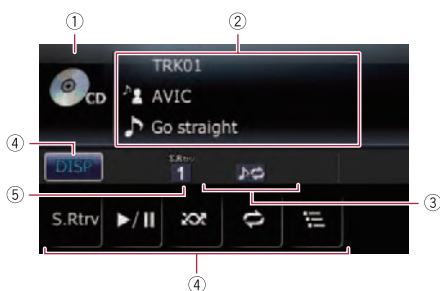 ① ②
TRK01
CD
AVIC
Go straight
④
DISP
S.Rtrv
1
⑤
③
S.Rtrv
④